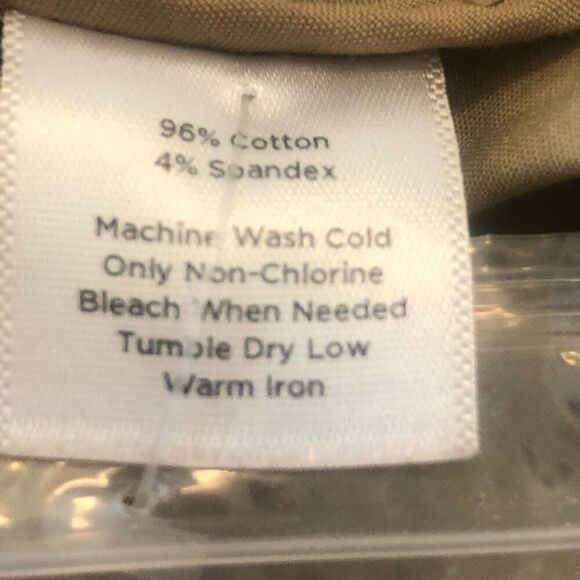 96% Cotton
4% Spandex
Machine Wash Cold
Only Non-Chlorine
Bleach When Needed
Tumble Dry Low
Warm Iron